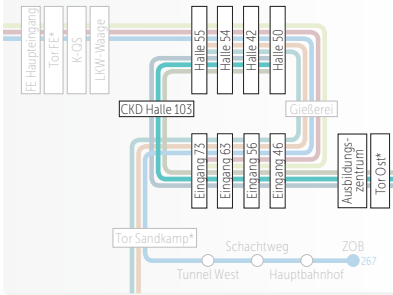 FE Haupteingang
Tor FE*
K-QS
LKW-Waage
Halle 55
Halle 54
Halle 42
Halle 50
CKD Halle 103
Gießerei
Eingang 73
Eingang 63
Eingang 56
Eingang 46
Ausbildungs-
zentrum
Tor Ost*
Tor Sandkamp*
Schachtweg
ZOB
267
Tunnel West
Hauptbahnhof